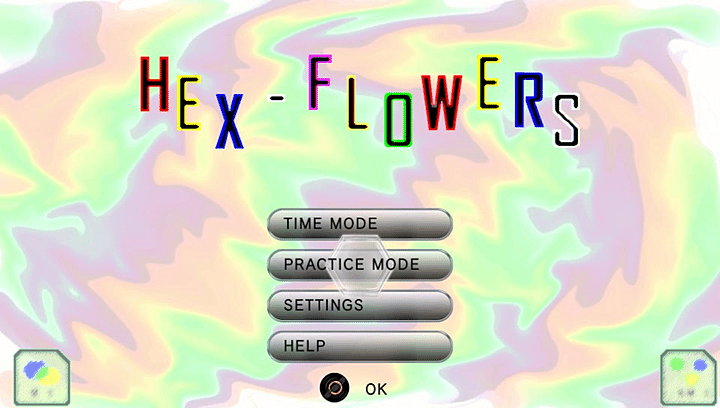 HEX-FLOWERS
TIME MODE
PRACTICE MODE
SETTINGS
HELP
OK